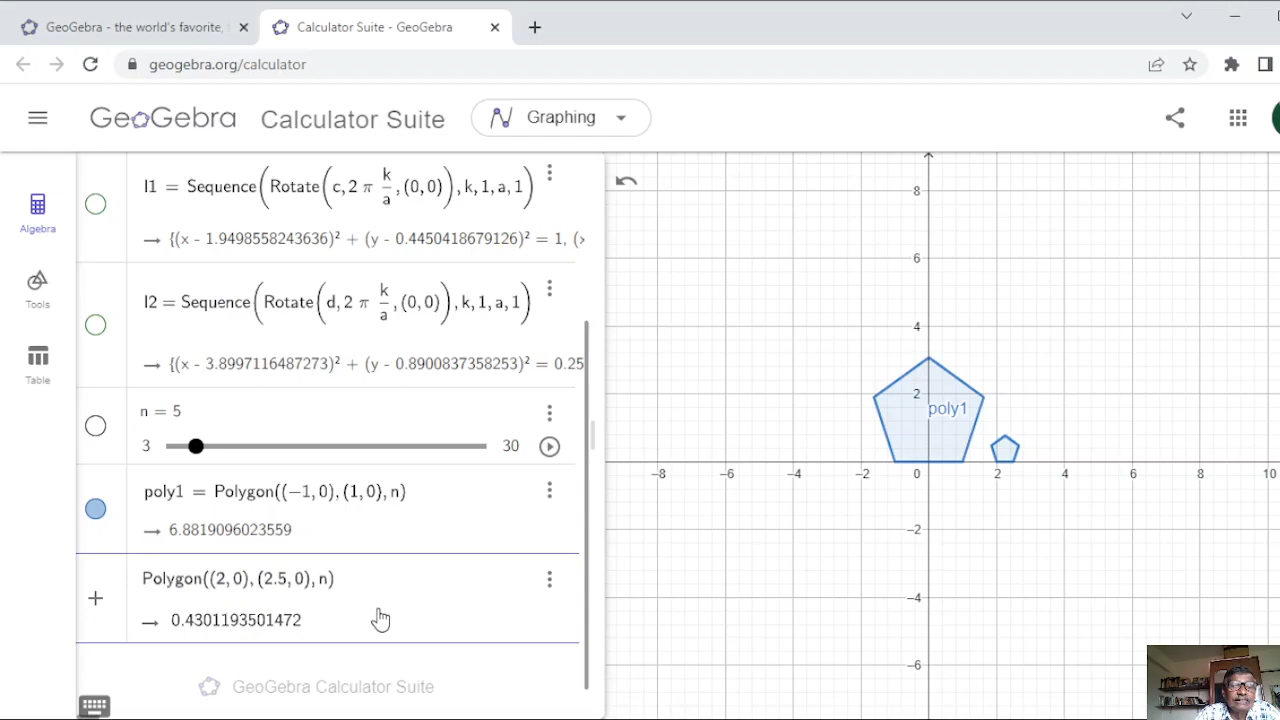 GeoGebra - the world's favorite,
Calculator Suite - GeoGebra
geogebra.org/calculator
GeoGebra Calculator Suite
Graphing
Algebra
Tools
Table
l1 = Sequence(Rotate(c, 2 π k/a, (0, 0)), k, 1, a, 1)
→ {(x - 1.9498558243636)² + (y - 0.4450418679126)² = 1, (x
l2 = Sequence(Rotate(d, 2 π k/a, (0, 0)), k, 1, a, 1)
→ {(x - 3.8997116487273)² + (y - 0.8900837358253)² = 0.25
n = 5
3 30
poly1 = Polygon((−1, 0), (1, 0), n)
→ 6.8819096023559
Polygon((2, 0), (2.5, 0), n)
→ 0.4301193501472
GeoGebra Calculator Suite
8
6
4
2
poly1
−8 −6 −4 −2 0 2 4 6 8 10
−2
−4
−6